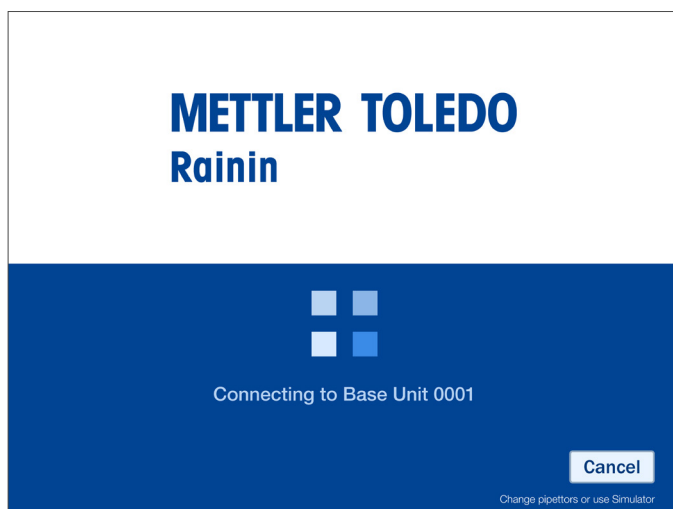 METTLER TOLEDO
Rainin
Connecting to Base Unit 0001
Cancel
Change pipettors or use Simulator